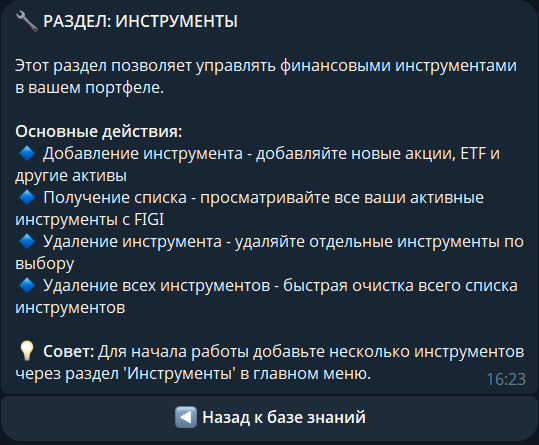 🔧 РАЗДЕЛ: ИНСТРУМЕНТЫ
Этот раздел позволяет управлять финансовыми инструментами
в вашем портфеле.
Основные действия:
🔷 Добавление инструмента - добавляйте новые акции, ETF и
другие активы
🔷 Получение списка - просматривайте все ваши активные
инструменты с FIGI
🔷 Удаление инструмента - удаляйте отдельные инструменты по
выбору
🔷 Удаление всех инструментов - быстрая очистка всего списка
инструментов
💡 Совет: Для начала работы добавьте несколько инструментов
через раздел 'Инструменты' в главном меню.
16:23
◀️ Назад к базе знаний